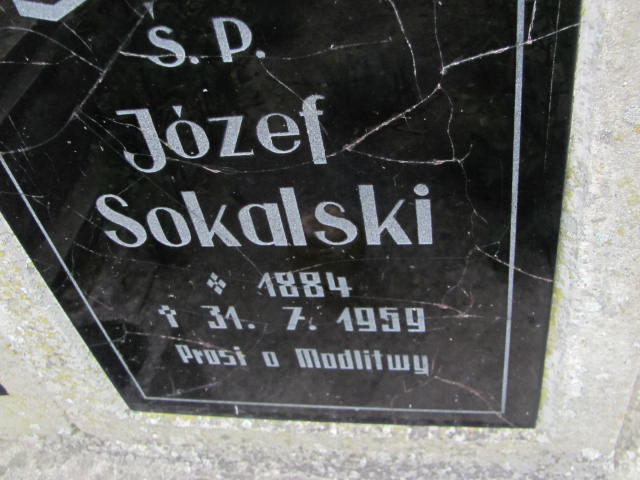 Ś.P.
Józef
Sokalski
1884
† 31. 7. 1959
Prosi o Modlitwy